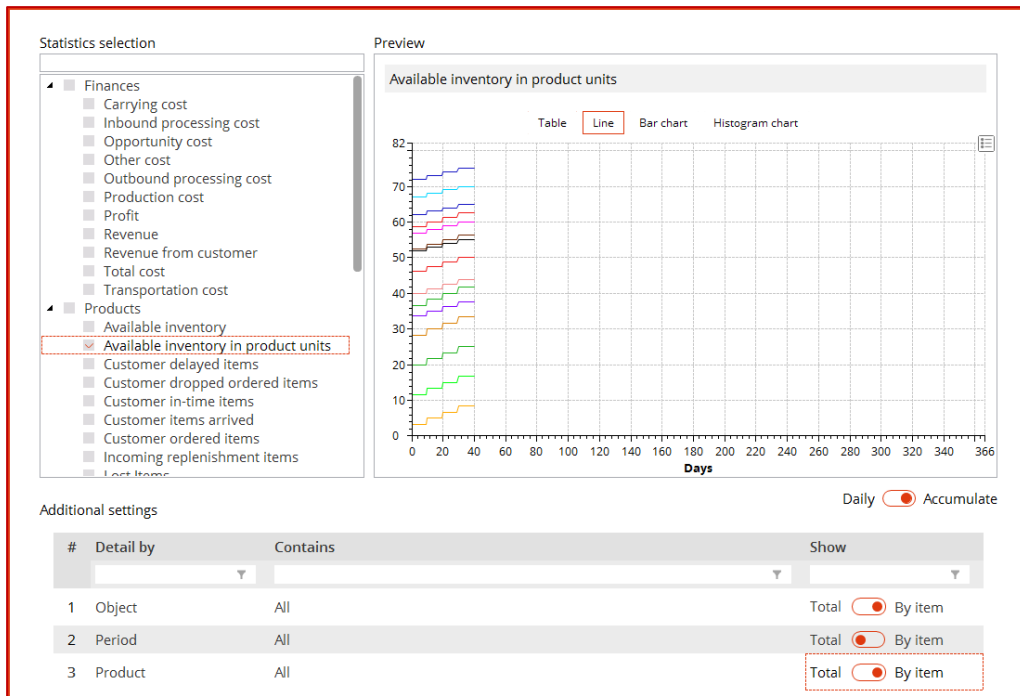 Statistics selection
Finances
Carrying cost
Inbound processing cost
Opportunity cost
Other cost
Outbound processing cost
Production cost
Profit
Revenue
Revenue from customer
Total cost
Transportation cost
Products
Available inventory
Available inventory in product units
Customer delayed items
Customer dropped ordered items
Customer in-time items
Customer items arrived
Customer ordered items
Incoming replenishment items
Lost Items
Preview
Available inventory in product units
Table Line Bar chart Histogram chart
82
70
60
50
40
30
20
10
0
0 20 40 60 80 100 120 140 160 180 200 220 240 260 280 300 320 340 366
Days
Daily Accumulate
Additional settings
# Detail by Contains Show
1 Object All Total By item
2 Period All Total By item
3 Product All Total By item